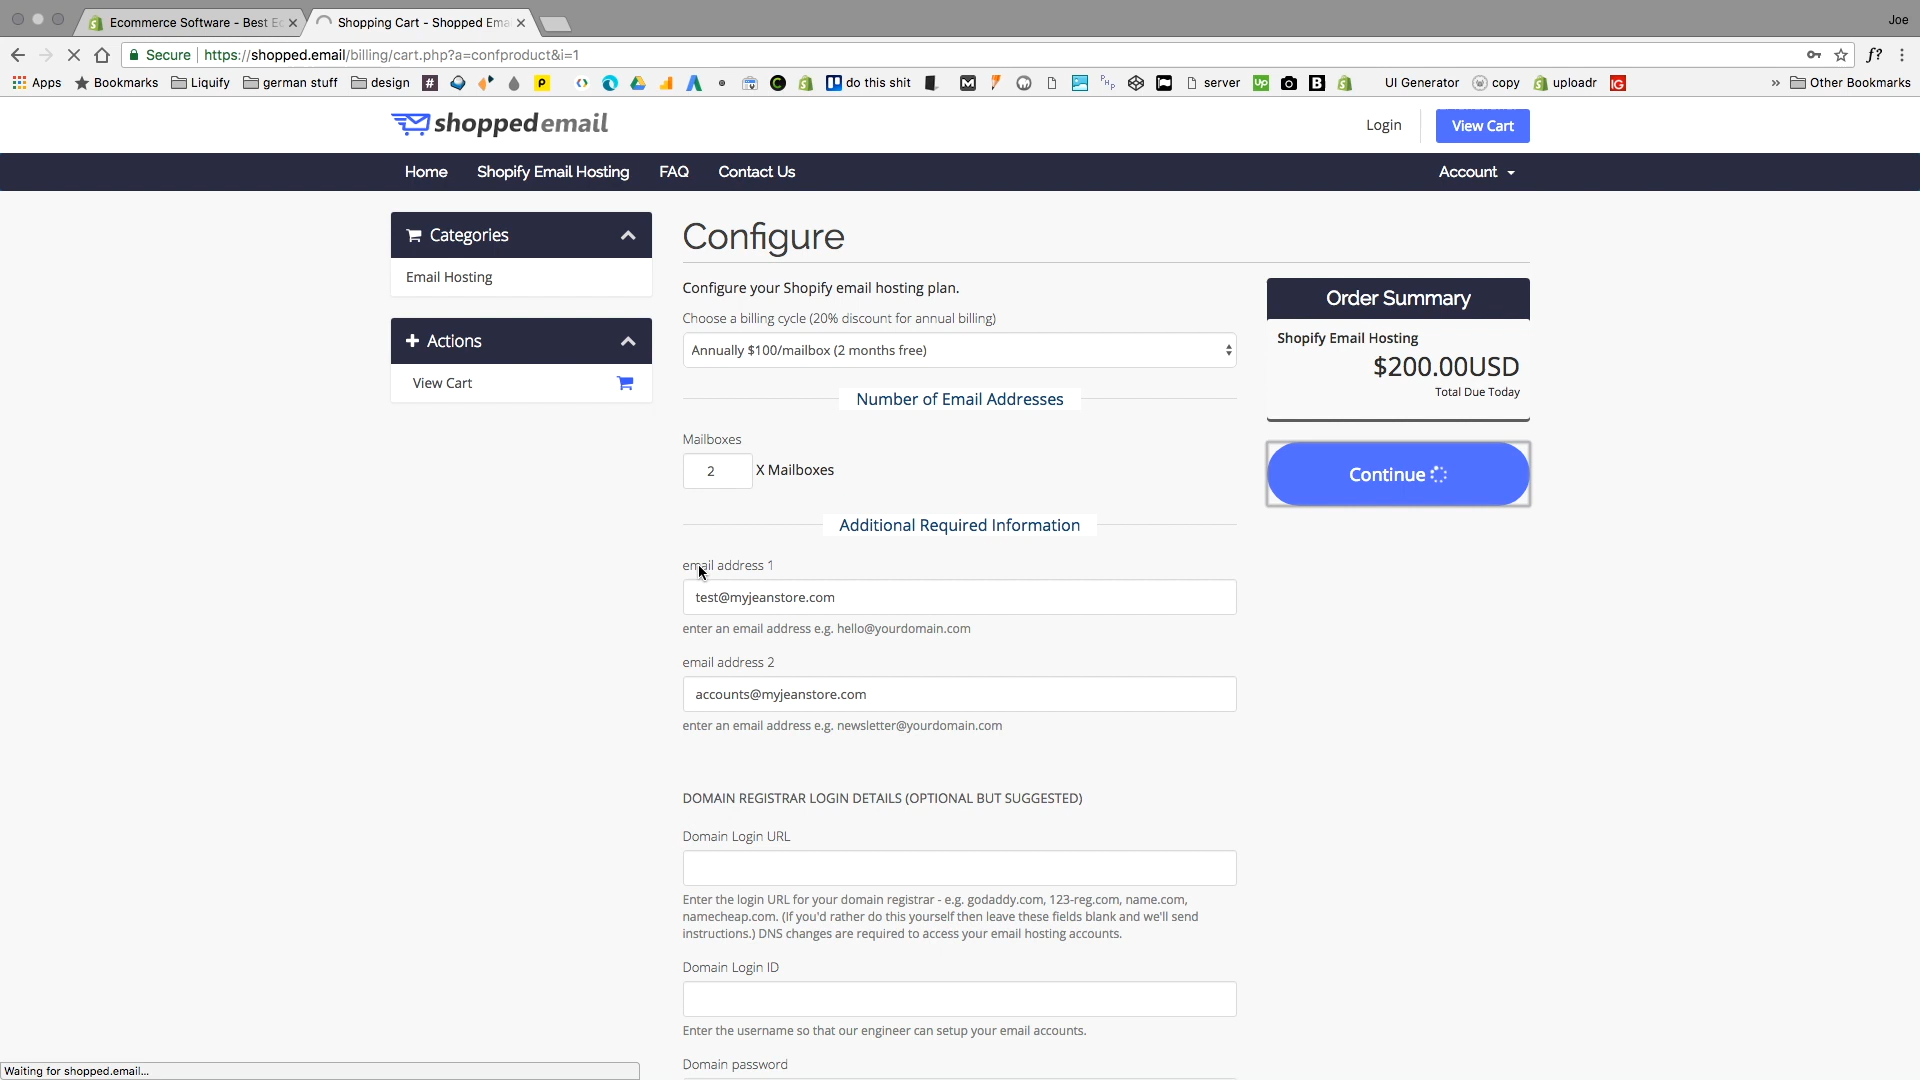 Ecommerce Software - Best Ec
Shopping Cart - Shopped Ema
Joe
Secure
https://shopped.email/billing/cart.php?a=confproduct&i=1
f?
Apps
Bookmarks
Liquify
german stuff
design
do this shit
server
UI Generator
copy
uploadr
IG
» Other Bookmarks
shopped email
Login
View Cart
Home
Shopify Email Hosting
FAQ
Contact Us
Account
Categories
Email Hosting
Actions
View Cart
Configure
Configure your Shopify email hosting plan.
Choose a billing cycle (20% discount for annual billing)
Annually $100/mailbox (2 months free)
Number of Email Addresses
Mailboxes
2 X Mailboxes
Additional Required Information
email address 1
test@myjeanstore.com
enter an email address e.g. hello@yourdomain.com
email address 2
accounts@myjeanstore.com
enter an email address e.g. newsletter@yourdomain.com
DOMAIN REGISTRAR LOGIN DETAILS (OPTIONAL BUT SUGGESTED)
Domain Login URL
Enter the login URL for your domain registrar - e.g. godaddy.com, 123-reg.com, name.com,
namecheap.com. (If you'd rather do this yourself then leave these fields blank and we'll send
instructions.) DNS changes are required to access your email hosting accounts.
Domain Login ID
Enter the username so that our engineer can setup your email accounts.
Domain password
Order Summary
Shopify Email Hosting
$200.00USD
Total Due Today
Continue
Waiting for shopped.email...